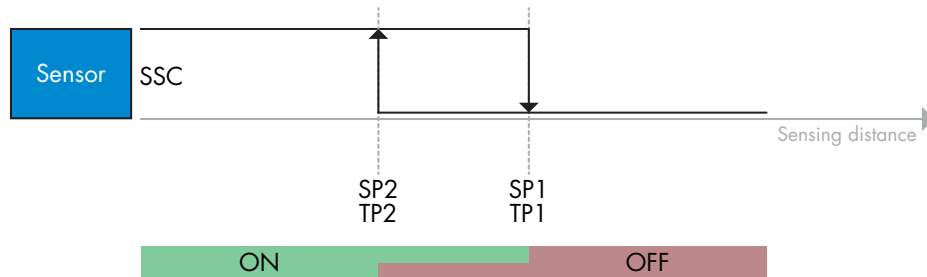 Sensor
SSC
Sensing distance
SP2
TP2
SP1
TP1
ON
OFF